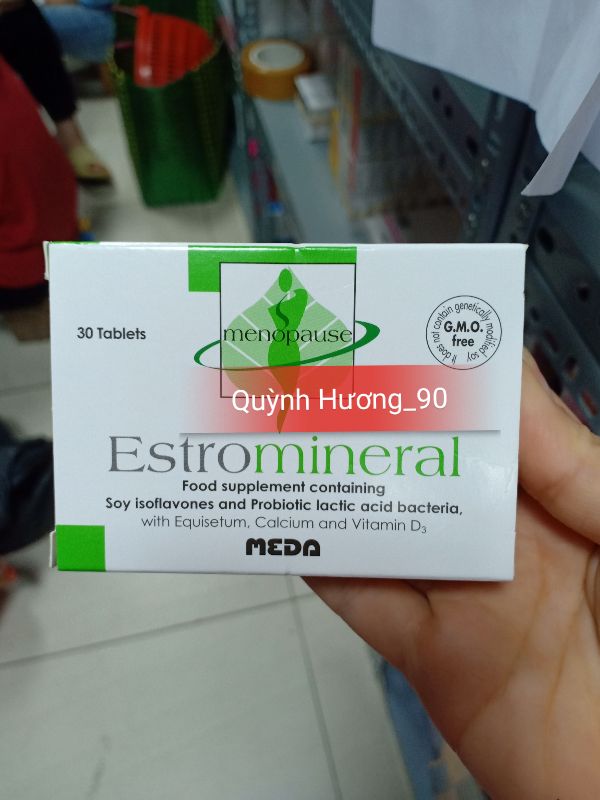 menopause
30 Tablets
It does not contain genetically modified soy
G.M.O.
free
Quỳnh Hương_90
Estromineral
Food supplement containing
Soy isoflavones and Probiotic lactic acid bacteria,
with Equisetum, Calcium and Vitamin D₃
MEDA